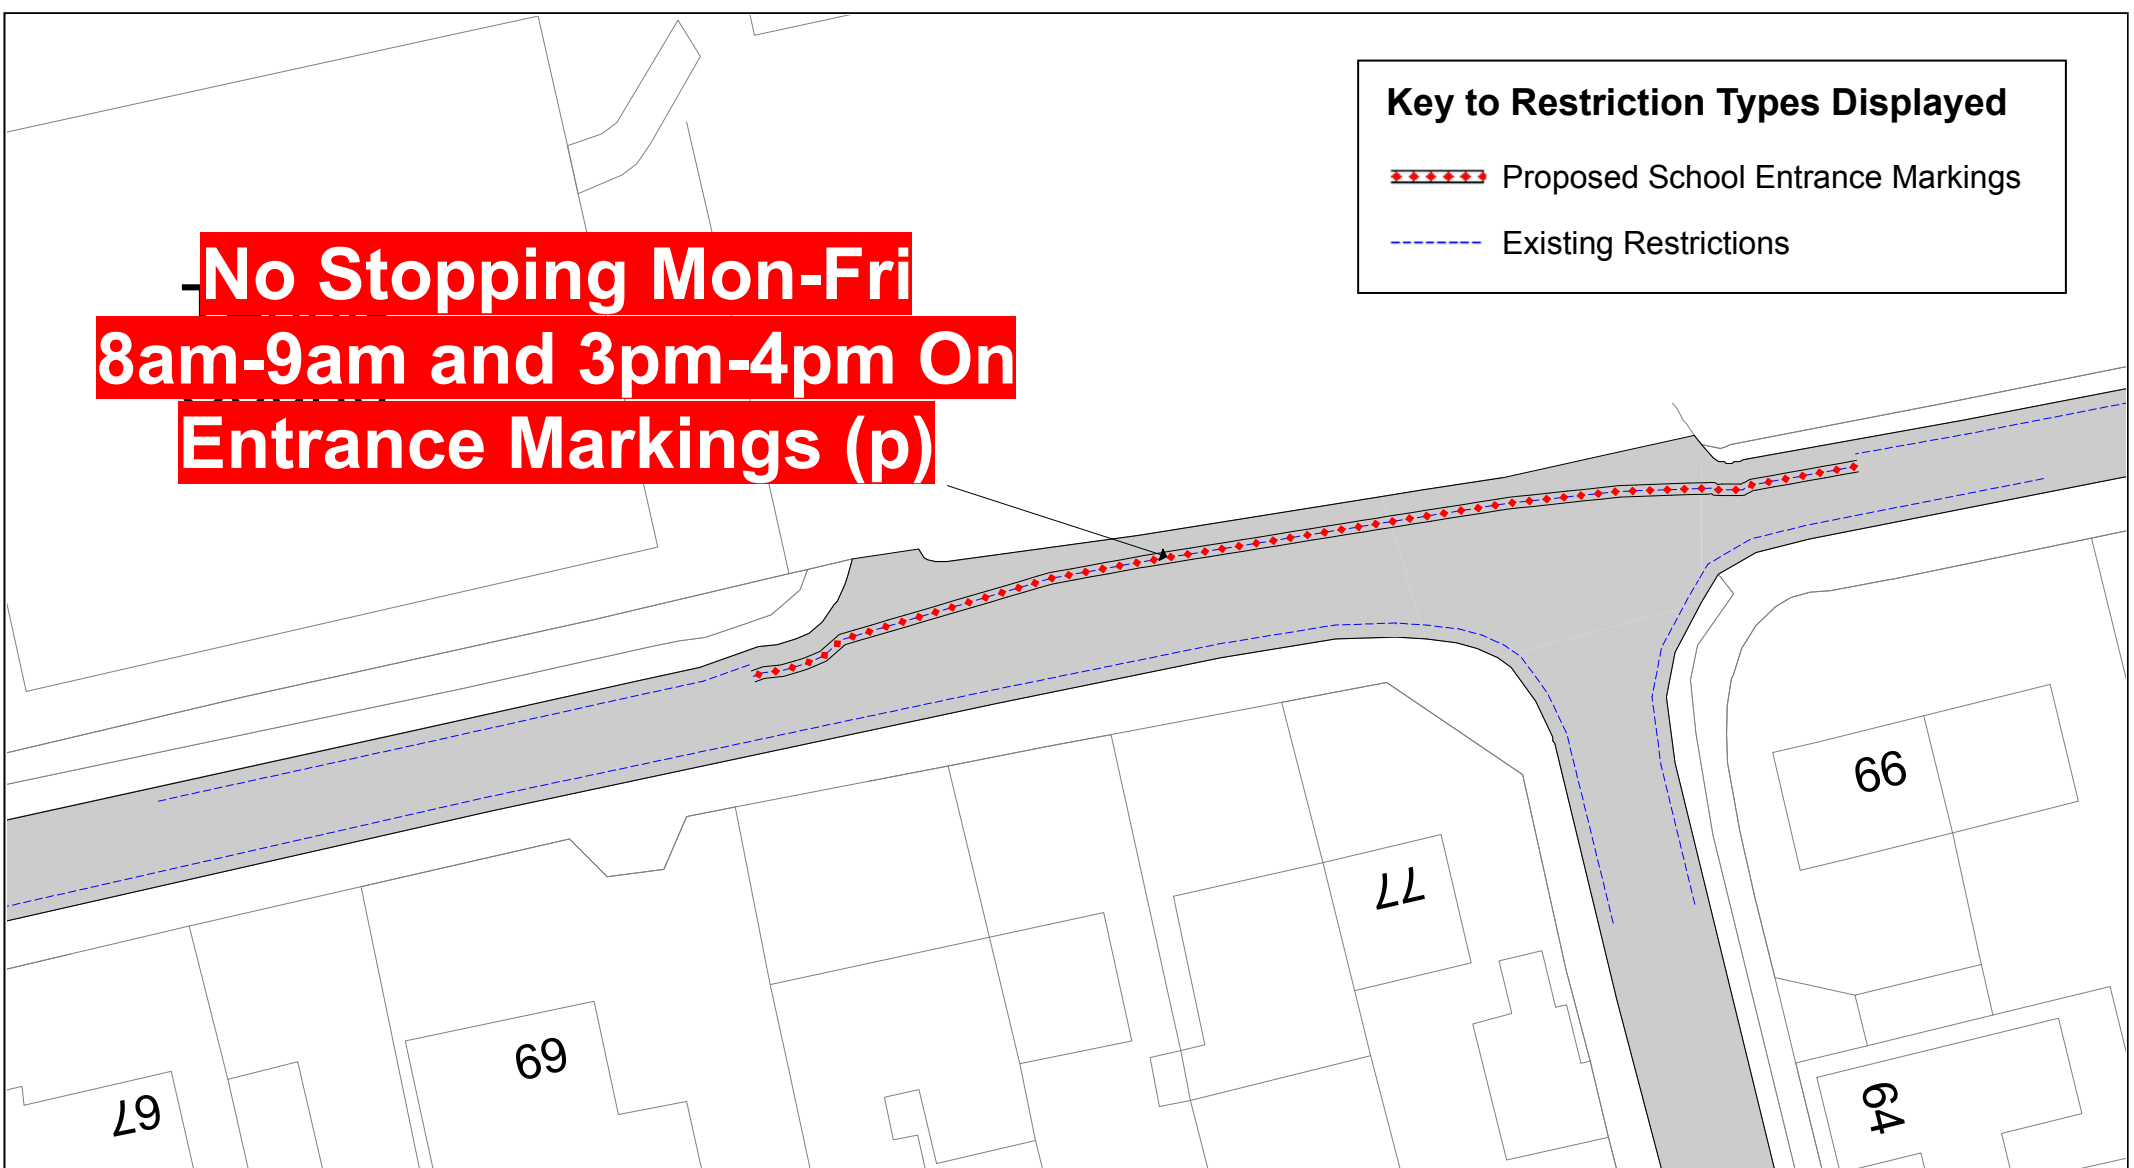 Key to Restriction Types Displayed
Proposed School Entrance Markings
Existing Restrictions
No Stopping Mon-Fri
8am-9am and 3pm-4pm On
Entrance Markings (p)
66
77
69
67
64